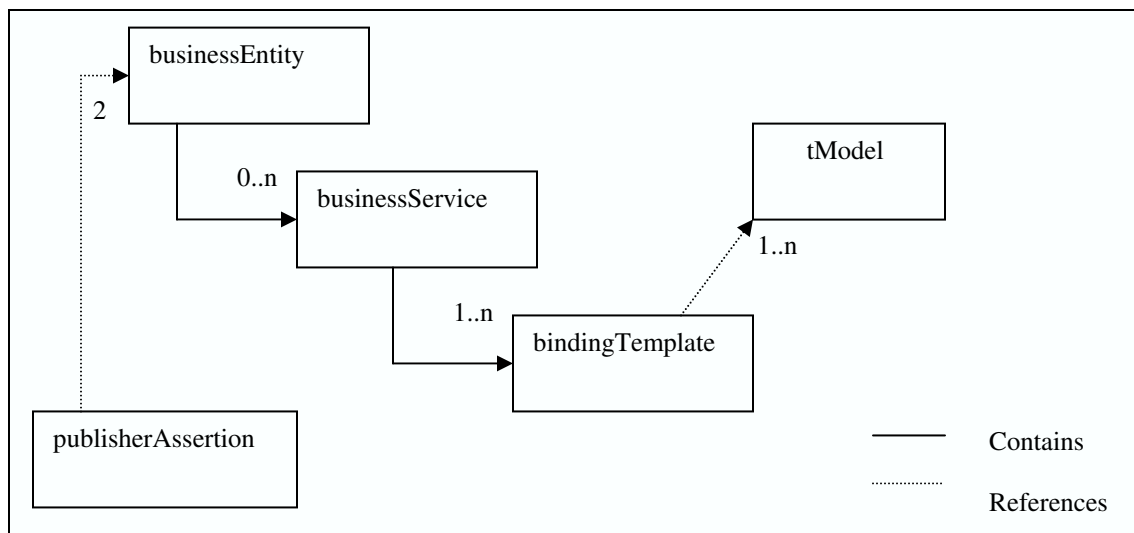 businessEntity
2
tModel
0..n
businessService
1..n
1..n
bindingTemplate
publisherAssertion
Contains
References